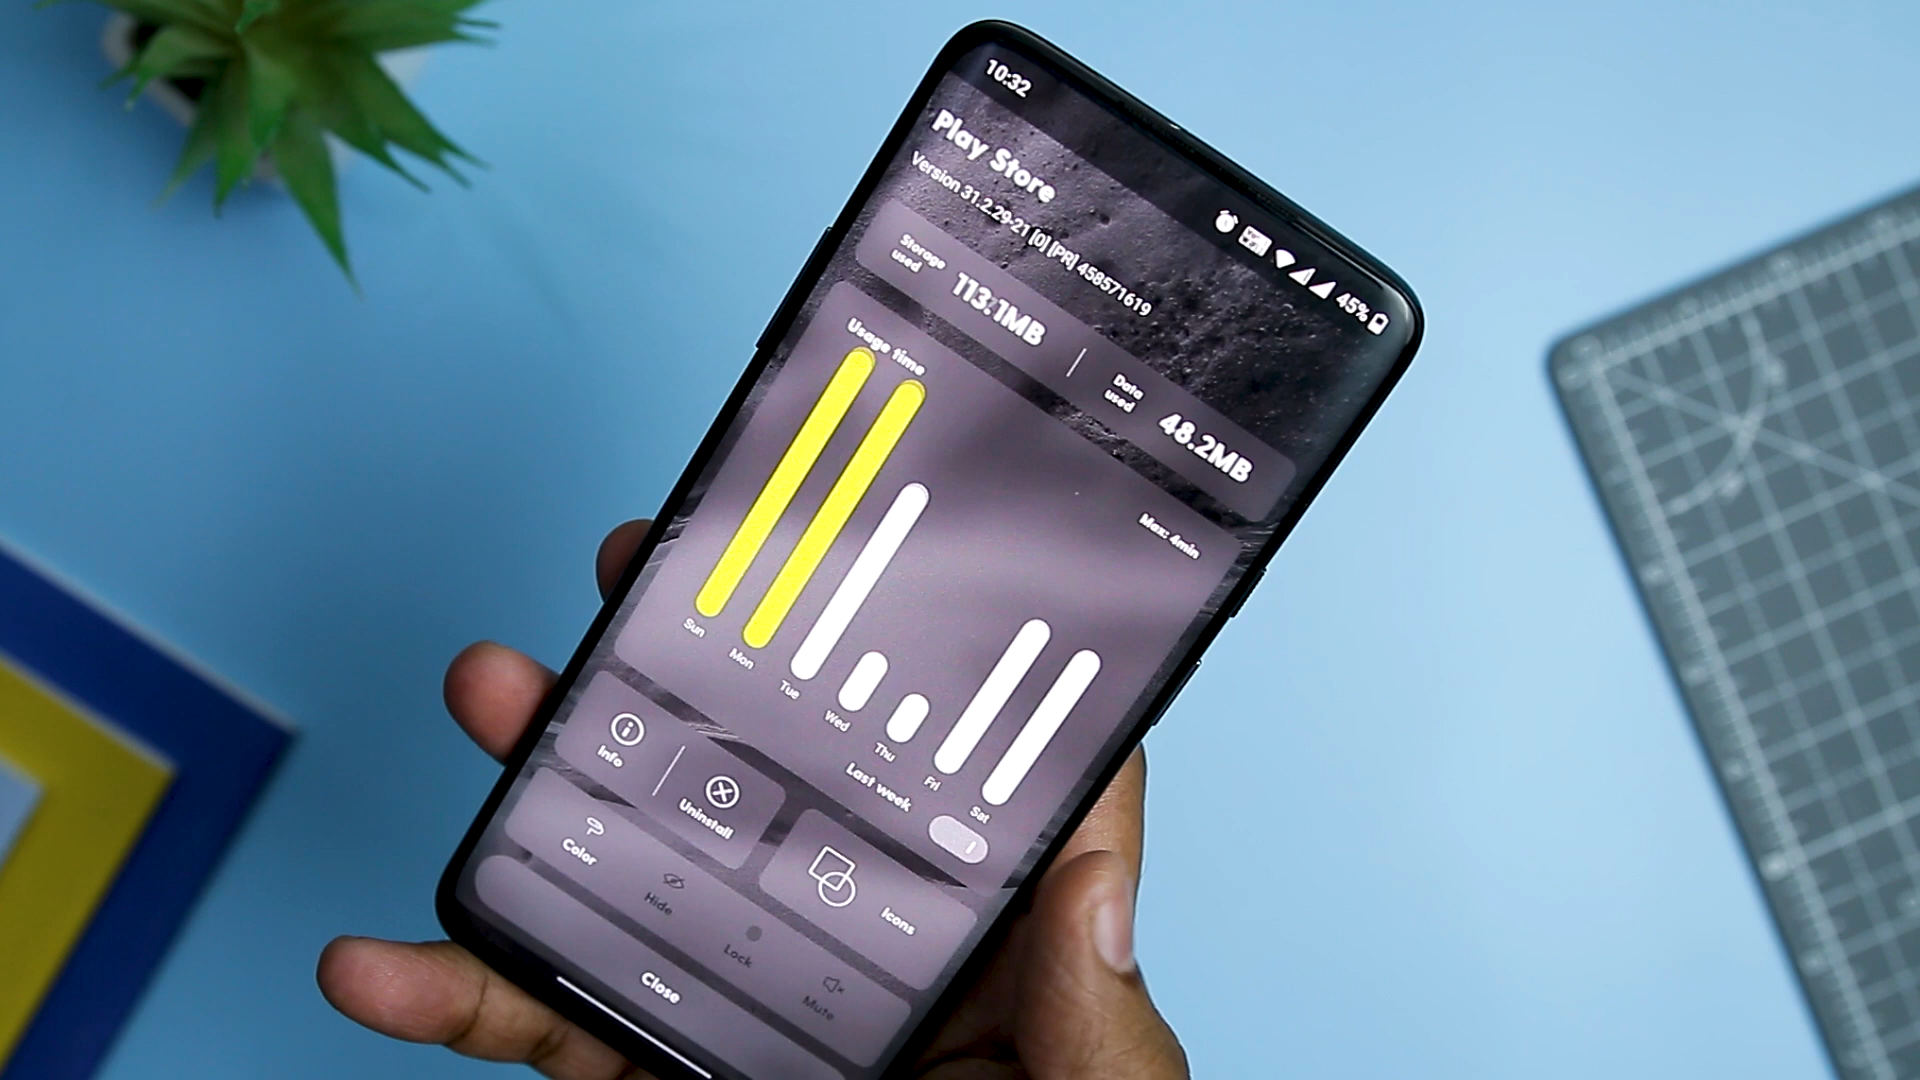 10:32
45%
Play Store
Version 31.2.29-21 [0] [PR] 458571619
Storage
used
113.1MB
Data
used
48.2MB
Usage time
Max: 4min
Sun
Mon
Tue
Wed
Thu
Fri
Sat
Last week
Info
Uninstall
Icons
Color
Hide
Lock
Mute
Close